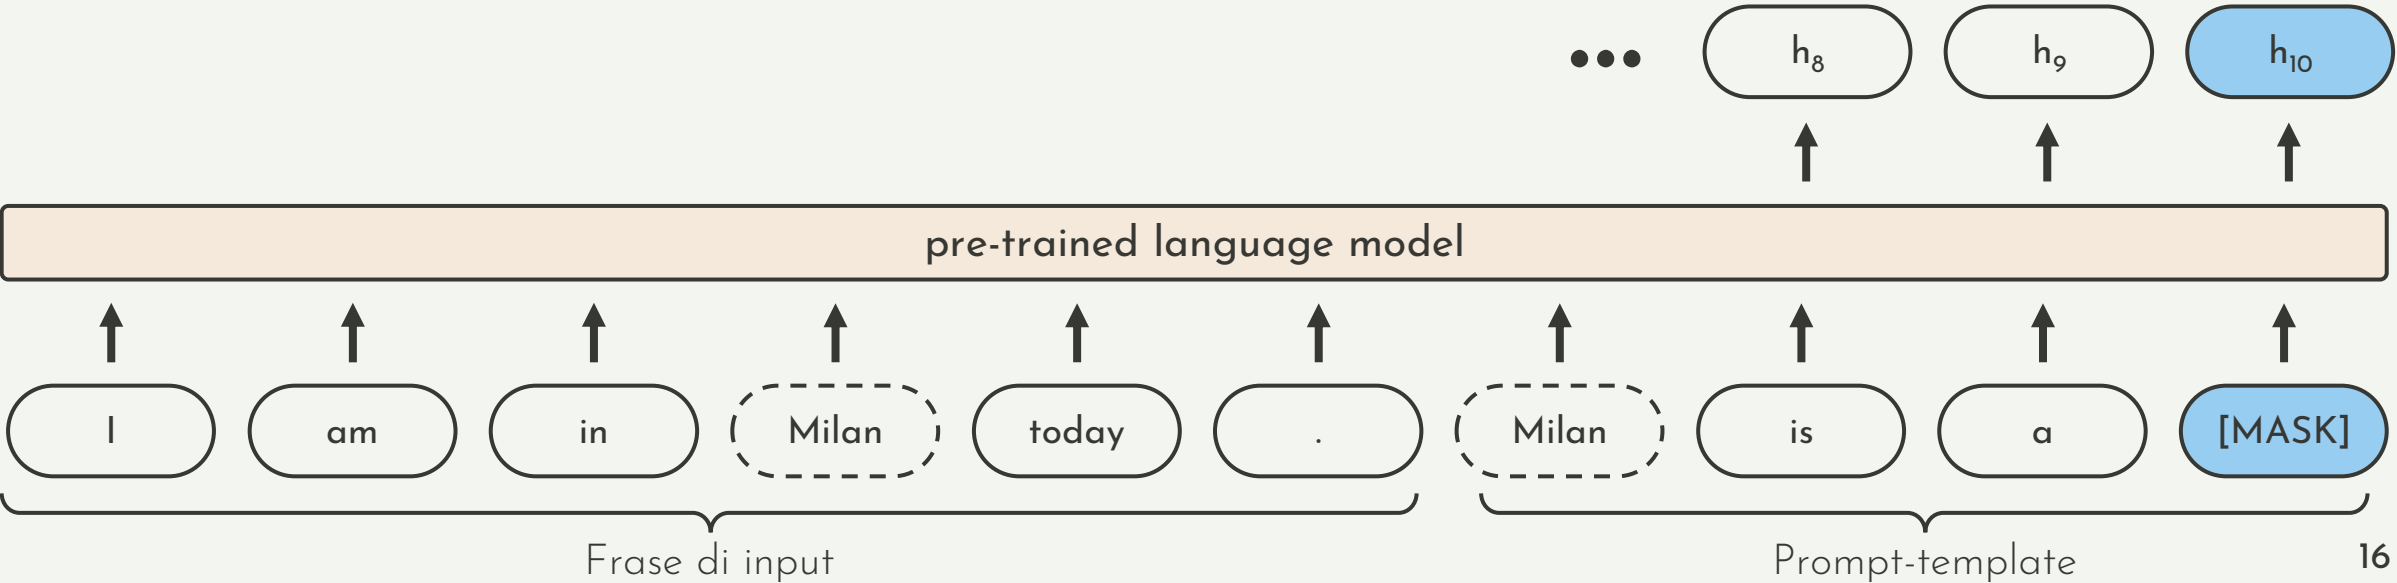 ••• h₈ h₉ h₁₀
pre-trained language model
I am in Milan today . Milan is a [MASK]
Frase di input Prompt-template 16